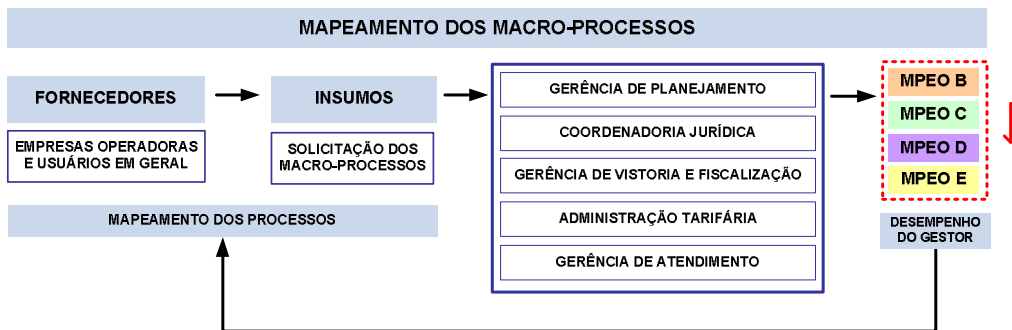 MAPEAMENTO DOS MACRO-PROCESSOS
FORNECEDORES
EMPRESAS OPERADORAS
E USUÁRIOS EM GERAL
INSUMOS
SOLICITAÇÃO DOS
MACRO-PROCESSOS
MAPEAMENTO DOS PROCESSOS
GERÊNCIA DE PLANEJAMENTO
COORDENADORIA JURÍDICA
GERÊNCIA DE VISTORIA E FISCALIZAÇÃO
ADMINISTRAÇÃO TARIFÁRIA
GERÊNCIA DE ATENDIMENTO
MPEO B
MPEO C
MPEO D
MPEO E
DESEMPENHO
DO GESTOR